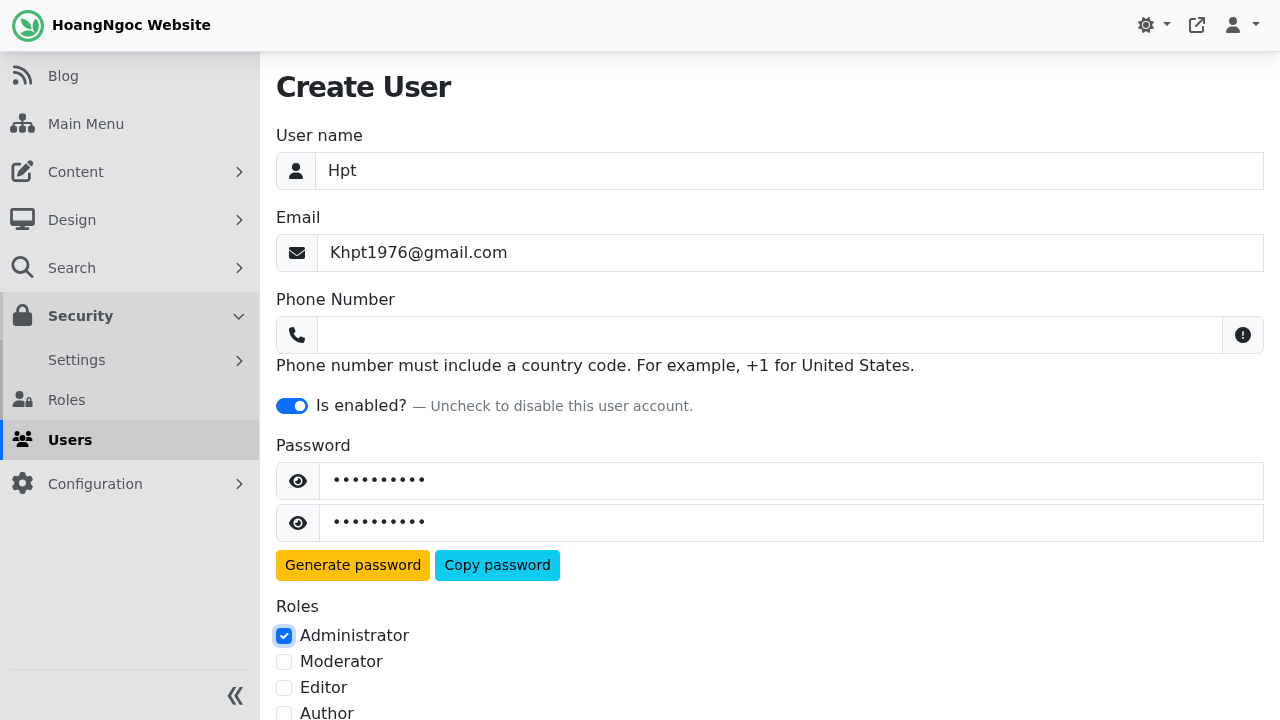 HoangNgoc Website
Blog
Main Menu
Content
Design
Search
Security
Settings
Roles
Users
Configuration
Create User
User name
Hpt
Email
Khpt1976@gmail.com
Phone Number
Phone number must include a country code. For example, +1 for United States.
Is enabled? — Uncheck to disable this user account.
Password
••••••••••
••••••••••
Generate password Copy password
Roles
Administrator
Moderator
Editor
Author